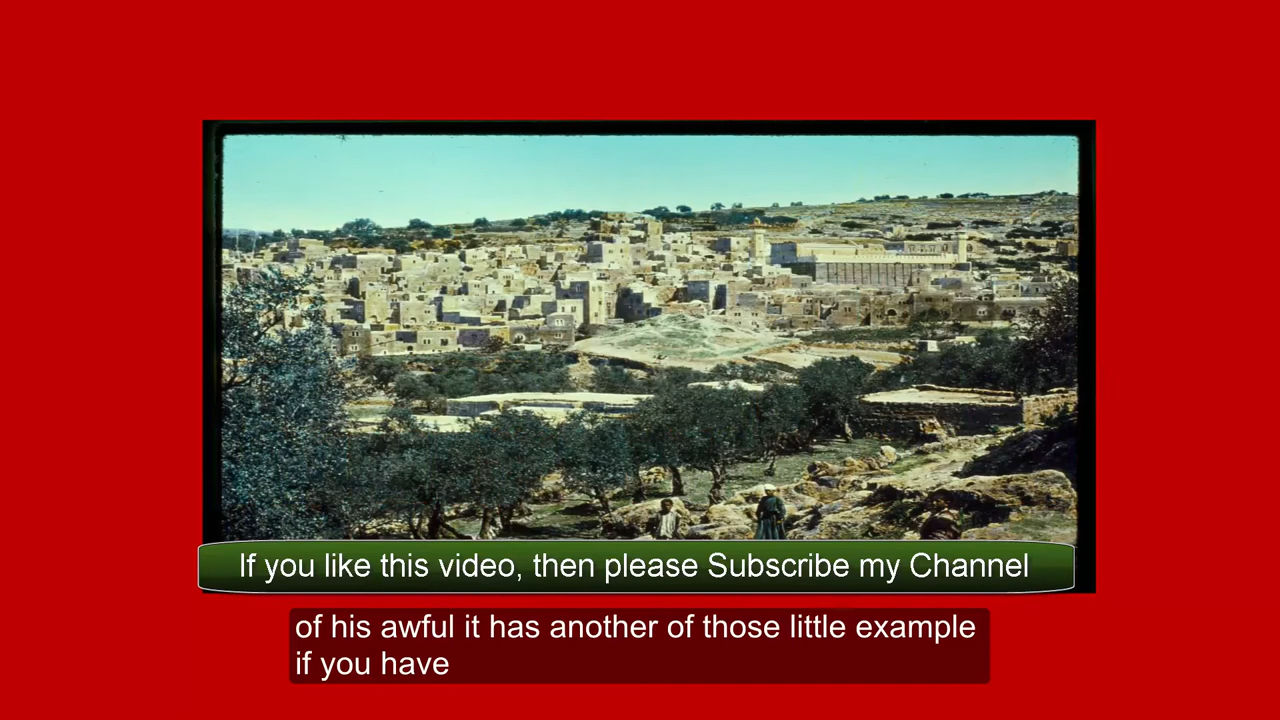 If you like this video, then please Subscribe my Channel
of his awful it has another of those little example
if you have